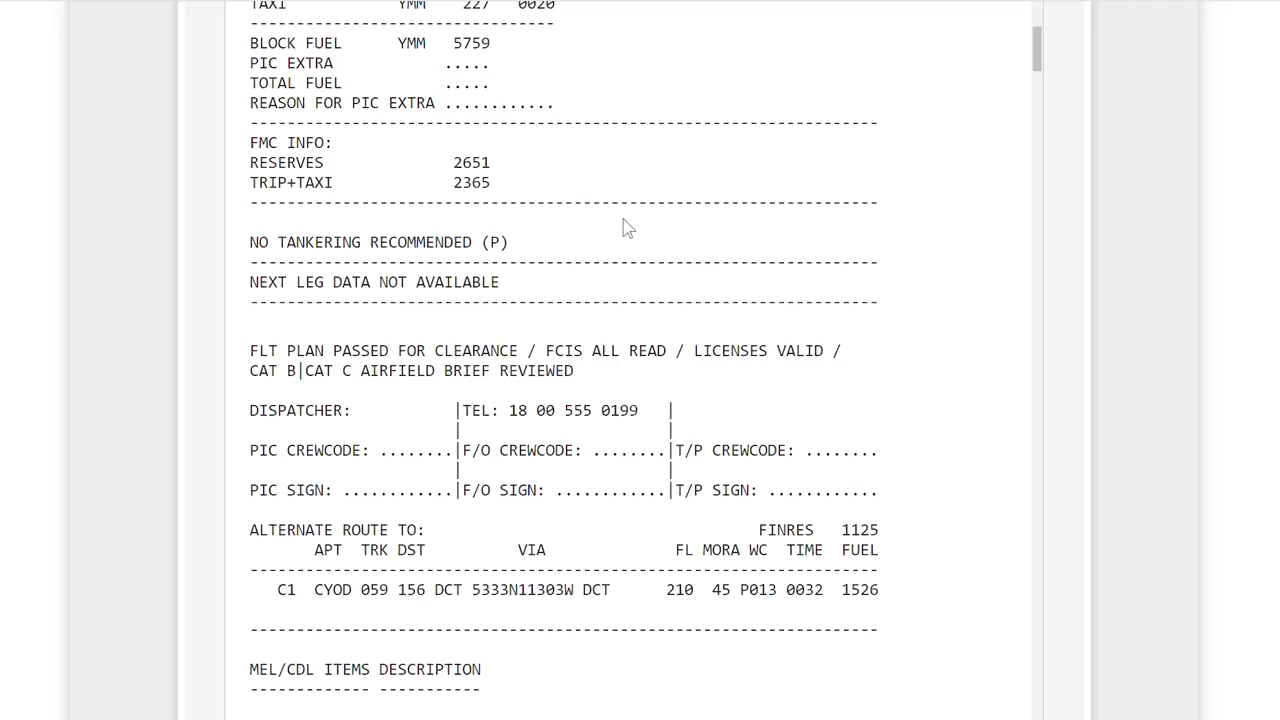 TAXI YMM 227 0020
------------------------------------
BLOCK FUEL YMM 5759
PIC EXTRA .....
TOTAL FUEL .....
REASON FOR PIC EXTRA ............
--------------------------------------------------------------------
FMC INFO:
RESERVES 2651
TRIP+TAXI 2365
--------------------------------------------------------------------
NO TANKERING RECOMMENDED (P)
--------------------------------------------------------------------
NEXT LEG DATA NOT AVAILABLE
--------------------------------------------------------------------
FLT PLAN PASSED FOR CLEARANCE / FCIS ALL READ / LICENSES VALID /
CAT B|CAT C AIRFIELD BRIEF REVIEWED
DISPATCHER: |TEL: 18 00 555 0199 |
| |
PIC CREWCODE: ........|F/O CREWCODE: ........|T/P CREWCODE: ........
| |
PIC SIGN: ............|F/O SIGN: ............|T/P SIGN: ............
ALTERNATE ROUTE TO: FINRES 1125
APT TRK DST VIA FL MORA WC TIME FUEL
--------------------------------------------------------------------
C1 CYOD 059 156 DCT 5333N11303W DCT 210 45 P013 0032 1526
--------------------------------------------------------------------
MEL/CDL ITEMS DESCRIPTION
------------- -----------